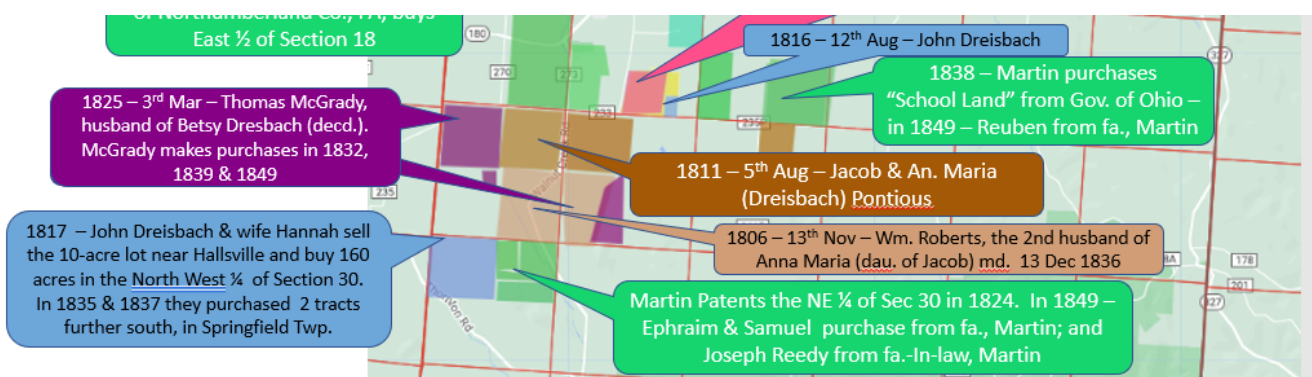 of Northumberland Co., PA, buys
East ½ of Section 18
1816 – 12th Aug – John Dreisbach
1838 – Martin purchases
“School Land” from Gov. of Ohio –
in 1849 – Reuben from fa., Martin
1825 – 3rd Mar – Thomas McGrady,
husband of Betsy Dresbach (decd.).
McGrady makes purchases in 1832,
1839 & 1849
1811 – 5th Aug – Jacob & An. Maria
(Dreisbach) Pontious
1817 – John Dreisbach & wife Hannah sell
the 10-acre lot near Hallsville and buy 160
acres in the North West ¼ of Section 30.
In 1835 & 1837 they purchased 2 tracts
further south, in Springfield Twp.
1806 – 13th Nov – Wm. Roberts, the 2nd husband of
Anna Maria (dau. of Jacob) md. 13 Dec 1836
Martin Patents the NE ¼ of Sec 30 in 1824. In 1849 –
Ephraim & Samuel purchase from fa., Martin; and
Joseph Reedy from fa.-In-law, Martin
180
270
273
327
235
178
201
327